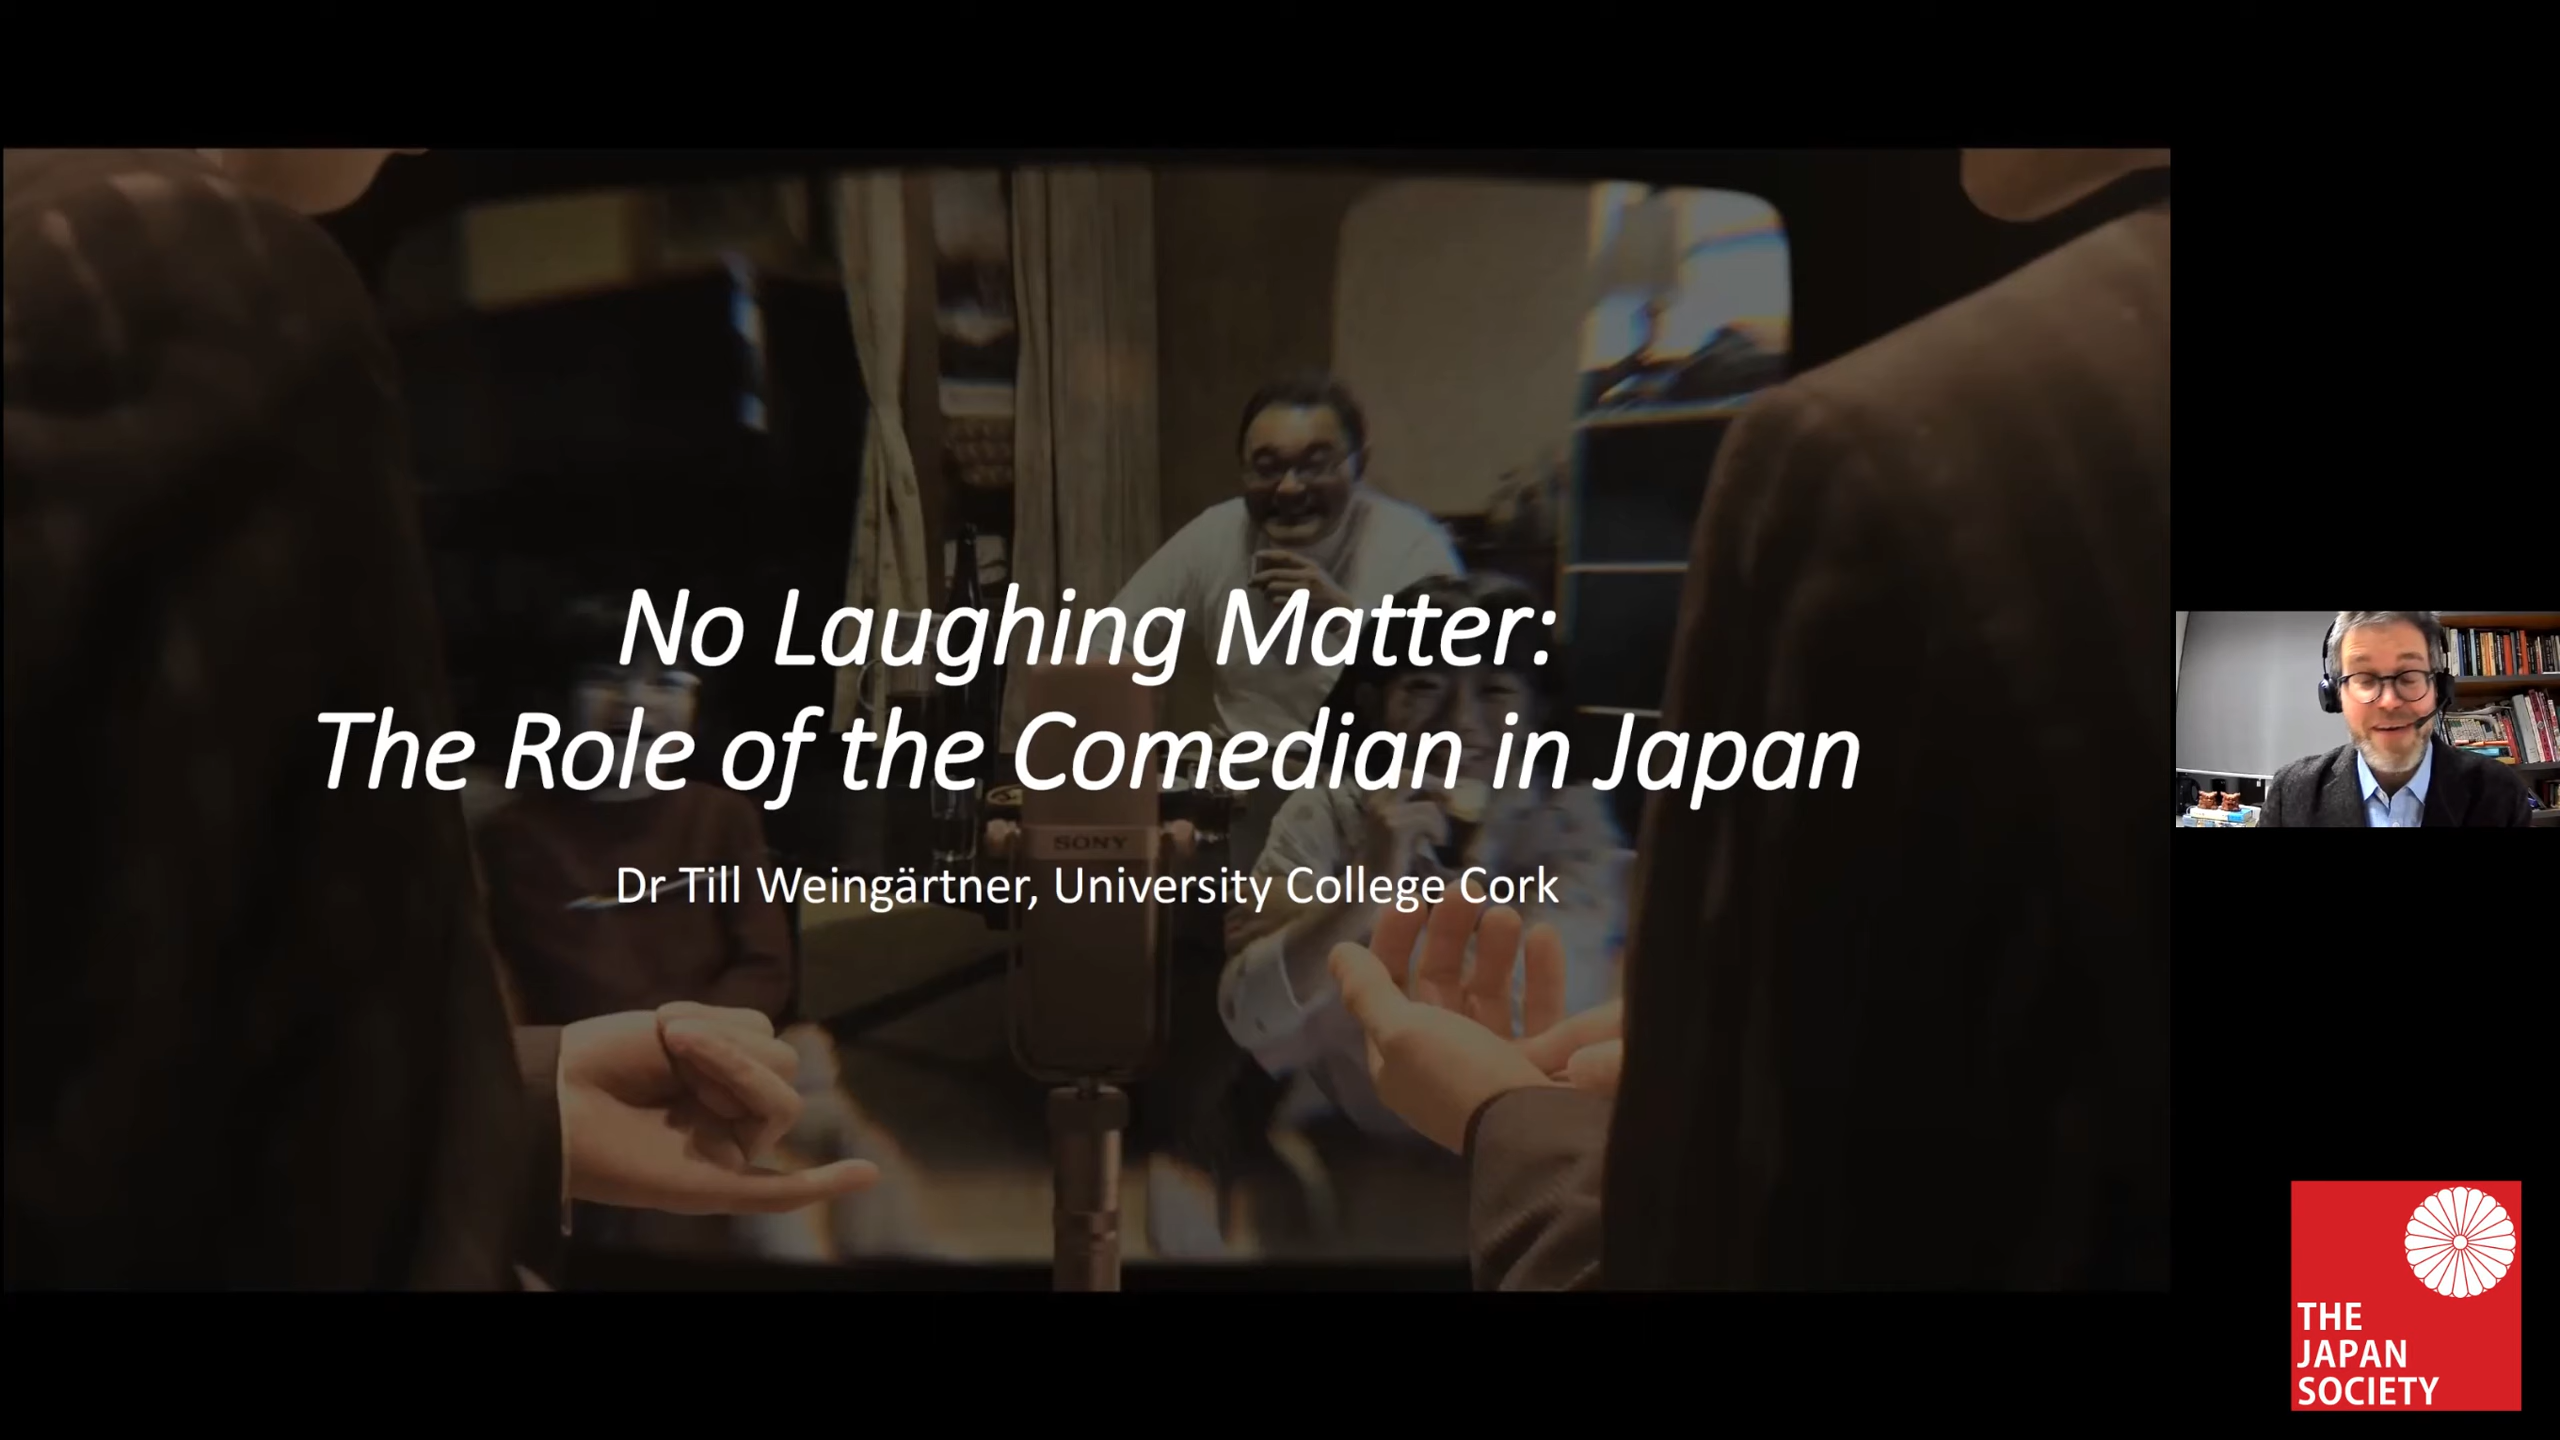 No Laughing Matter:
The Role of the Comedian in Japan
Dr Till Weingärtner, University College Cork
SONY
THE
JAPAN
SOCIETY